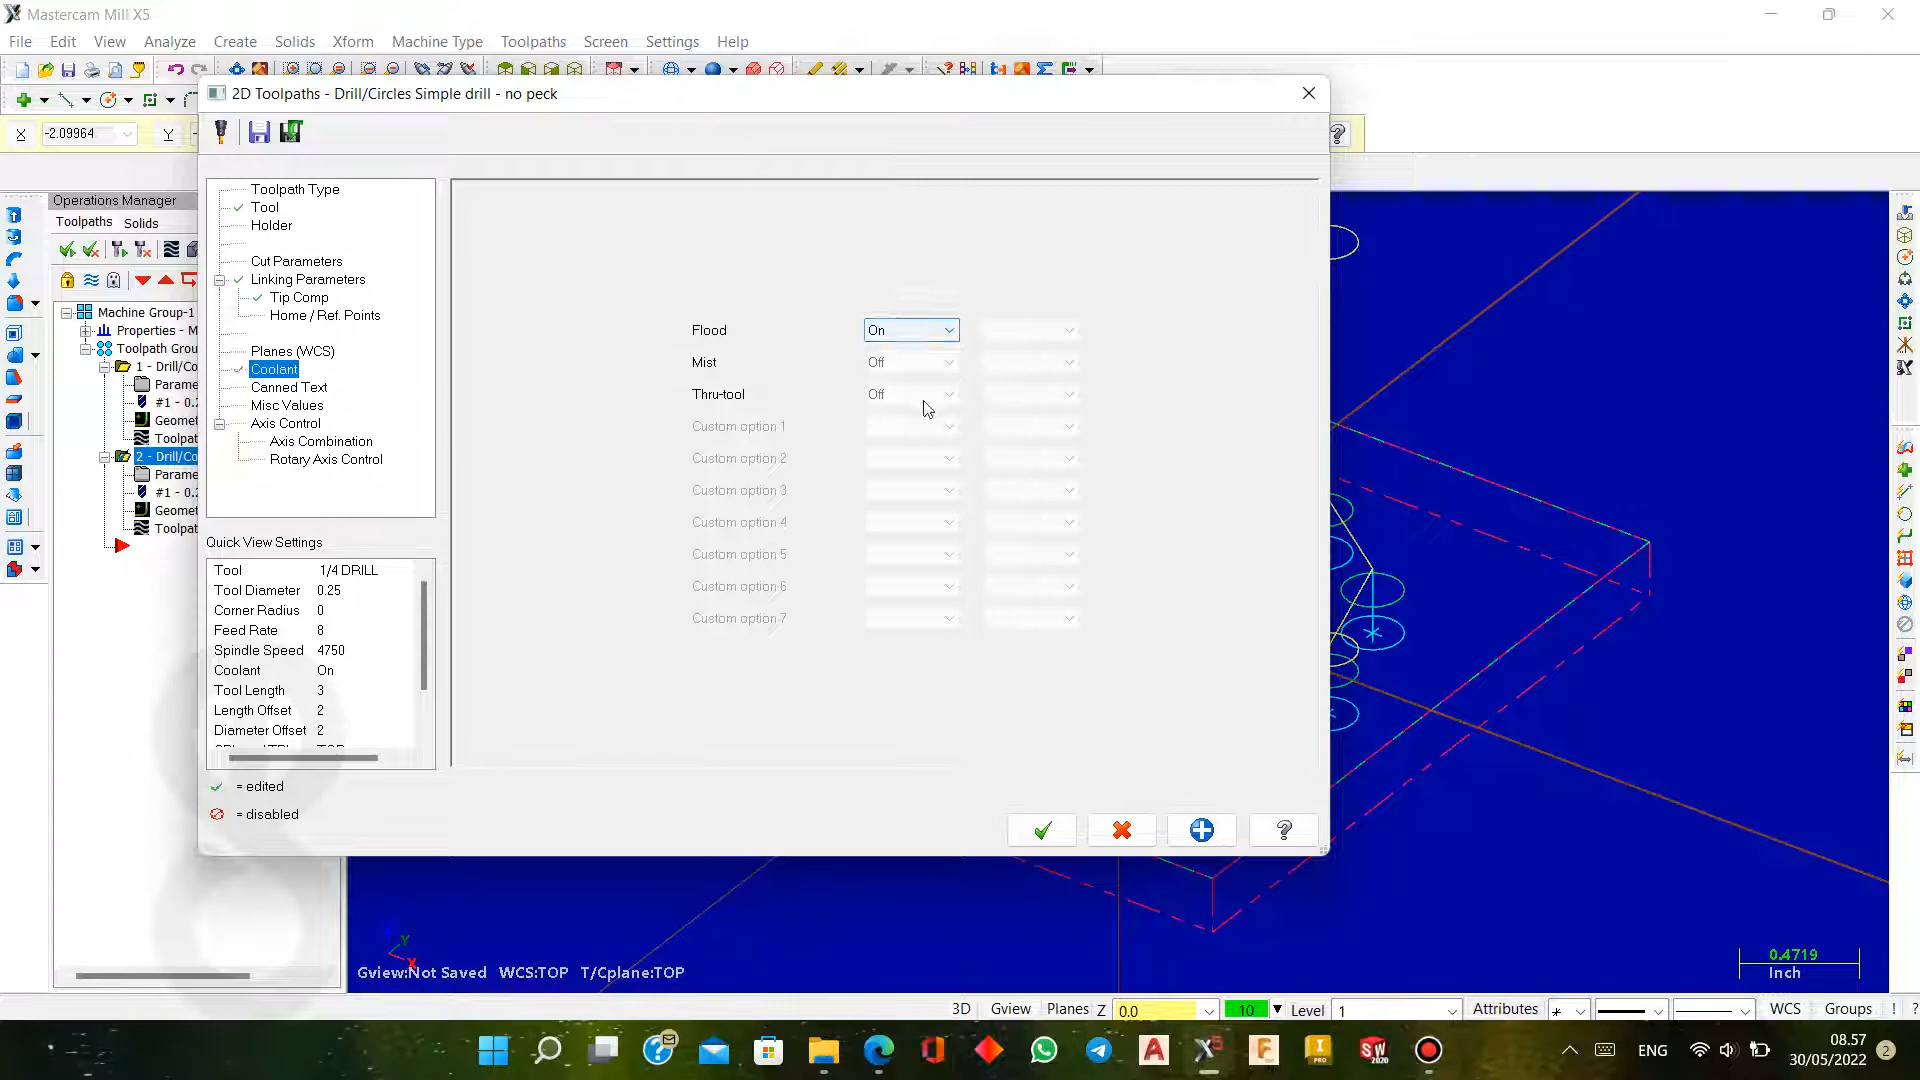 Mastercam Mill X5
File Edit View Analyze Create Solids Xform Machine Type Toolpaths Screen Settings Help
2D Toolpaths - Drill/Circles Simple drill - no peck
X -2.09964 Y
Operations Manager
Toolpaths Solids
Machine Group-1
Properties - M
Toolpath Grou
1 - Drill/Co
Parame
#1 - 0.2
Geomet
Toolpat
2 - Drill/Co
Parame
#1 - 0.2
Geomet
Toolpat
Toolpath Type
Tool
Holder
Cut Parameters
Linking Parameters
Tip Comp
Home / Ref. Points
Planes (WCS)
Coolant
Canned Text
Misc Values
Axis Control
Axis Combination
Rotary Axis Control
Quick View Settings
Tool 1/4 DRILL
Tool Diameter 0.25
Corner Radius 0
Feed Rate 8
Spindle Speed 4750
Coolant On
Tool Length 3
Length Offset 2
Diameter Offset 2
= edited
= disabled
Flood On
Mist Off
Thru-tool Off
Custom option 1
Custom option 2
Custom option 3
Custom option 4
Custom option 5
Custom option 6
Custom option 7
Y
X
Gview:Not Saved WCS:TOP T/Cplane:TOP
0.4719
Inch
3D Gview Planes Z 0.0 10 Level 1 Attributes WCS Groups ! ?
ENG 08.57
30/05/2022 2